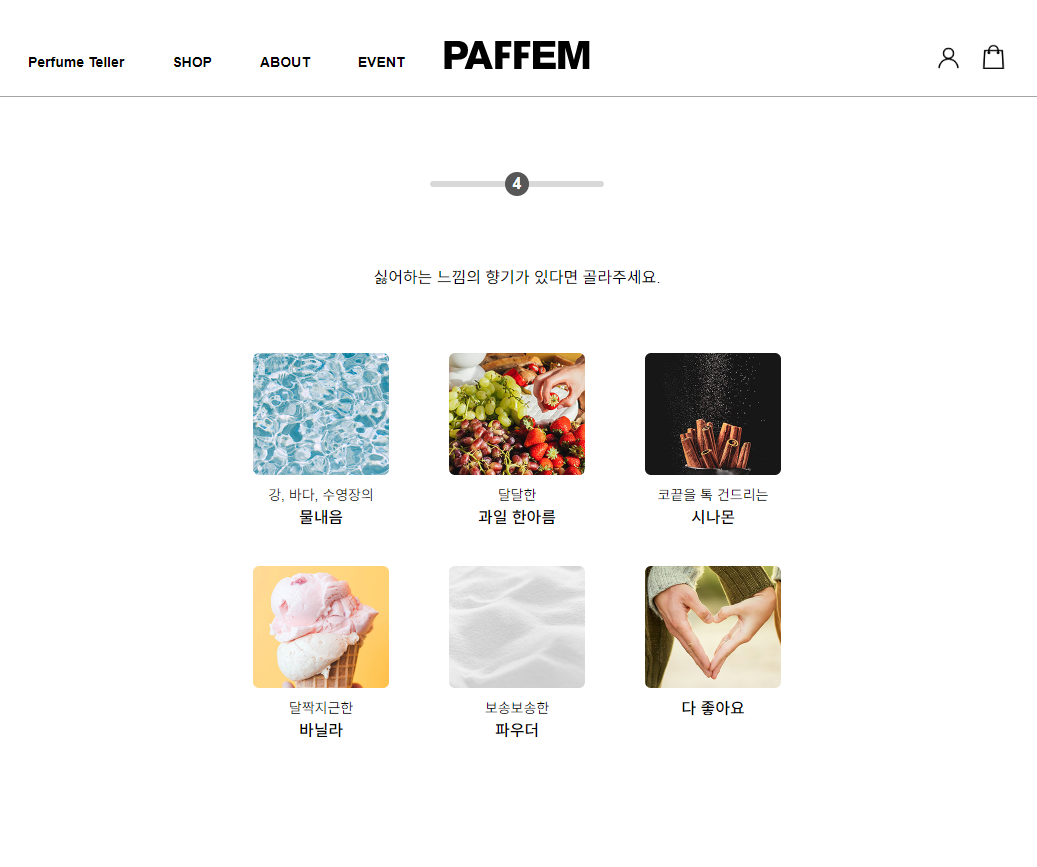 Perfume Teller SHOP ABOUT EVENT PAFFEM
4
싫어하는 느낌의 향기가 있다면 골라주세요.
강, 바다, 수영장의
물내음
달달한
과일 한아름
코끝을 톡 건드리는
시나몬
달짝지근한
바닐라
보송보송한
파우더
다 좋아요